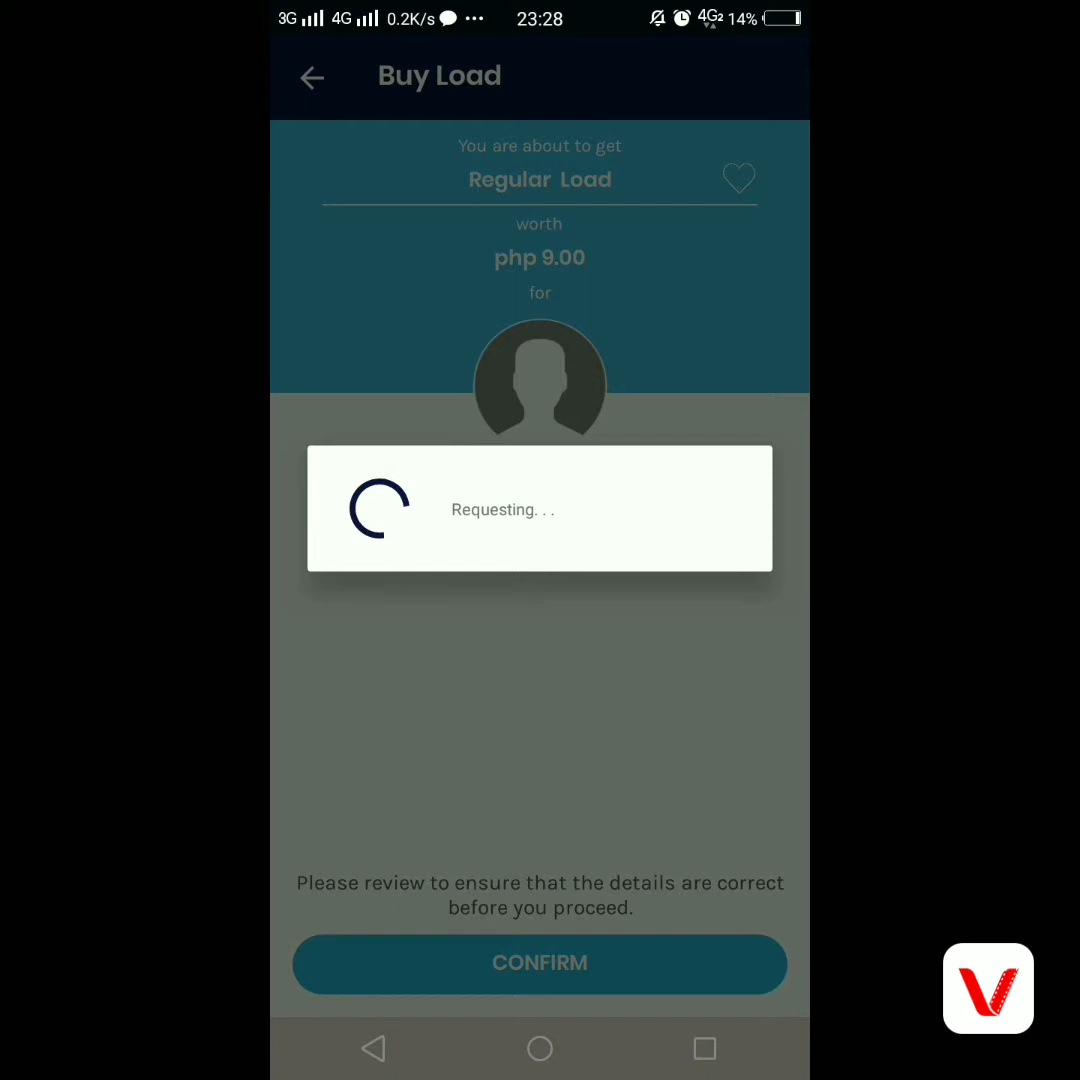 3G 4G 0.2K/s 23:28 4G2 14%
Buy Load
You are about to get
Regular Load
worth
php 9.00
for
Requesting. . .
Please review to ensure that the details are correct
before you proceed.
CONFIRM
V